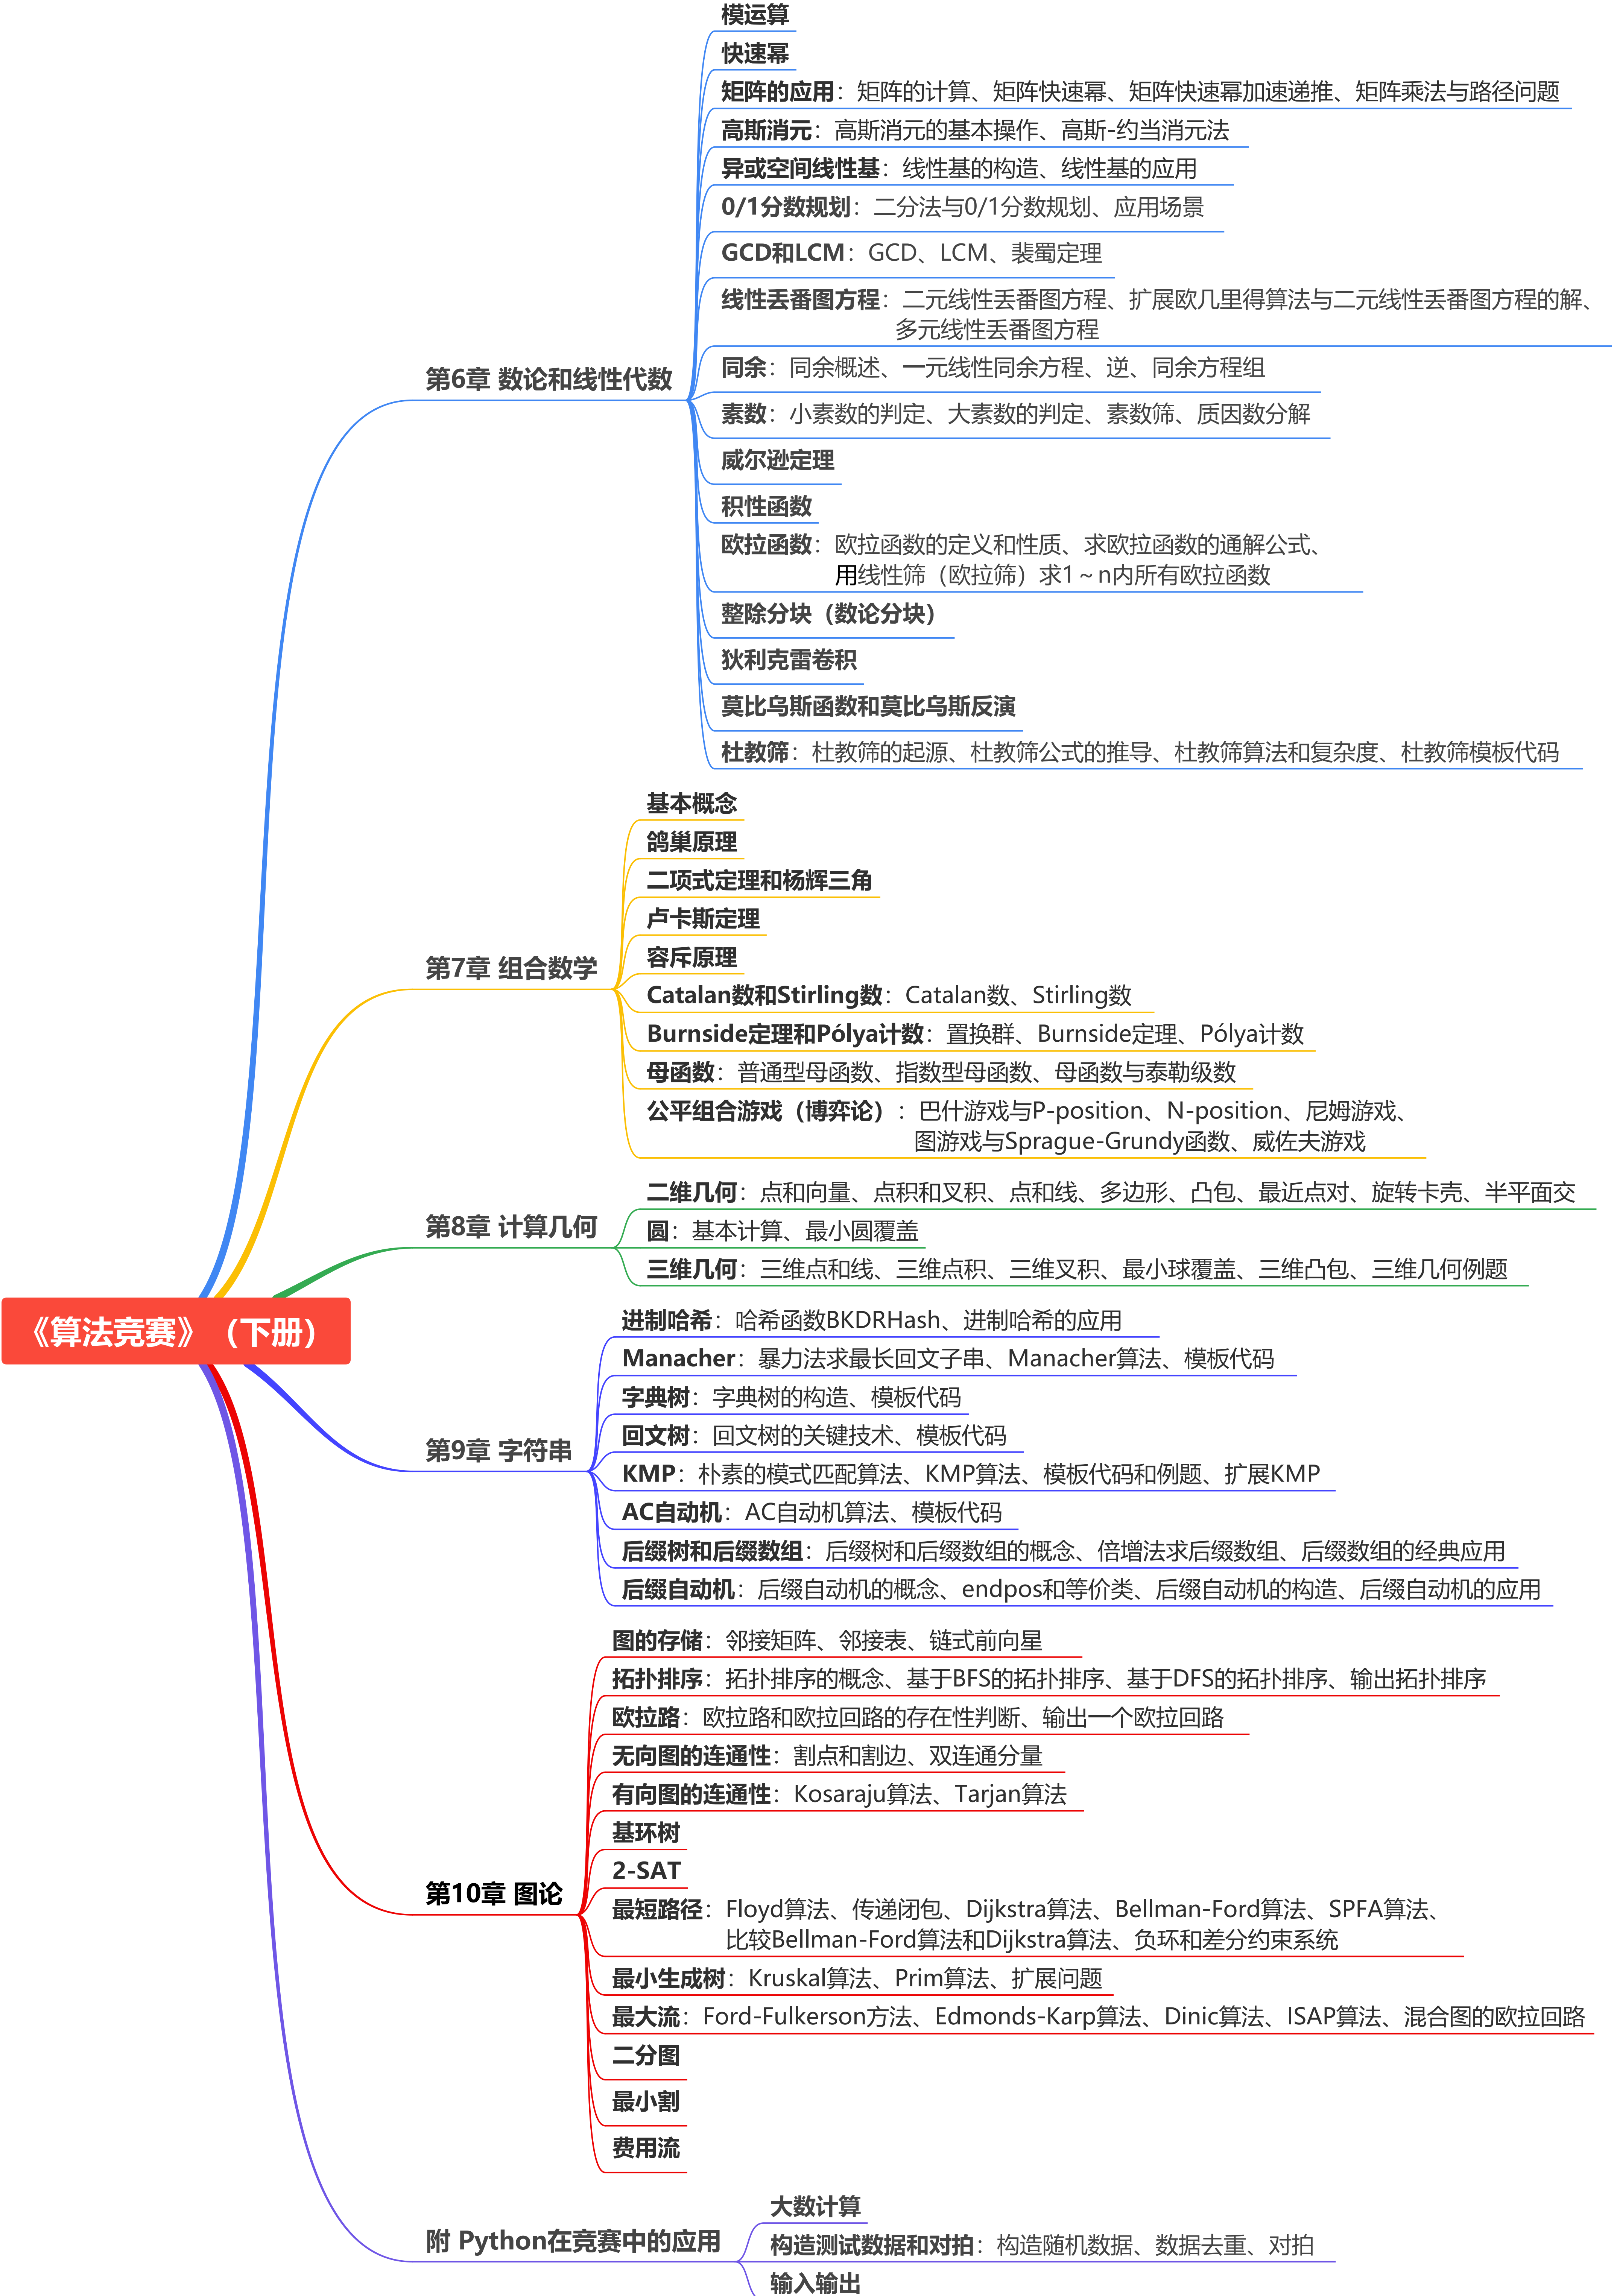 模运算
快速幂
矩阵的应用：矩阵的计算、矩阵快速幂、矩阵快速幂加速递推、矩阵乘法与路径问题
高斯消元：高斯消元的基本操作、高斯-约当消元法
异或空间线性基：线性基的构造、线性基的应用
0/1分数规划：二分法与0/1分数规划、应用场景
GCD和LCM：GCD、LCM、裴蜀定理
线性丢番图方程：二元线性丢番图方程、扩展欧几里得算法与二元线性丢番图方程的解、
多元线性丢番图方程
第6章 数论和线性代数
同余：同余概述、一元线性同余方程、逆、同余方程组
素数：小素数的判定、大素数的判定、素数筛、质因数分解
威尔逊定理
积性函数
欧拉函数：欧拉函数的定义和性质、求欧拉函数的通解公式、
用线性筛（欧拉筛）求1～n内所有欧拉函数
整除分块（数论分块）
狄利克雷卷积
莫比乌斯函数和莫比乌斯反演
杜教筛：杜教筛的起源、杜教筛公式的推导、杜教筛算法和复杂度、杜教筛模板代码
基本概念
鸽巢原理
二项式定理和杨辉三角
卢卡斯定理
容斥原理
第7章 组合数学
Catalan数和Stirling数：Catalan数、Stirling数
Burnside定理和Pólya计数：置换群、Burnside定理、Pólya计数
母函数：普通型母函数、指数型母函数、母函数与泰勒级数
公平组合游戏（博弈论）：巴什游戏与P-position、N-position、尼姆游戏、
图游戏与Sprague-Grundy函数、威佐夫游戏
二维几何：点和向量、点积和叉积、点和线、多边形、凸包、最近点对、旋转卡壳、半平面交
第8章 计算几何
圆：基本计算、最小圆覆盖
三维几何：三维点和线、三维点积、三维叉积、最小球覆盖、三维凸包、三维几何例题
《算法竞赛》（下册）
进制哈希：哈希函数BKDRHash、进制哈希的应用
Manacher：暴力法求最长回文子串、Manacher算法、模板代码
字典树：字典树的构造、模板代码
回文树：回文树的关键技术、模板代码
第9章 字符串
KMP：朴素的模式匹配算法、KMP算法、模板代码和例题、扩展KMP
AC自动机：AC自动机算法、模板代码
后缀树和后缀数组：后缀树和后缀数组的概念、倍增法求后缀数组、后缀数组的经典应用
后缀自动机：后缀自动机的概念、endpos和等价类、后缀自动机的构造、后缀自动机的应用
图的存储：邻接矩阵、邻接表、链式前向星
拓扑排序：拓扑排序的概念、基于BFS的拓扑排序、基于DFS的拓扑排序、输出拓扑排序
欧拉路：欧拉路和欧拉回路的存在性判断、输出一个欧拉回路
无向图的连通性：割点和割边、双连通分量
有向图的连通性：Kosaraju算法、Tarjan算法
基环树
2-SAT
第10章 图论
最短路径：Floyd算法、传递闭包、Dijkstra算法、Bellman-Ford算法、SPFA算法、
比较Bellman-Ford算法和Dijkstra算法、负环和差分约束系统
最小生成树：Kruskal算法、Prim算法、扩展问题
最大流：Ford-Fulkerson方法、Edmonds-Karp算法、Dinic算法、ISAP算法、混合图的欧拉回路
二分图
最小割
费用流
大数计算
附 Python在竞赛中的应用
构造测试数据和对拍：构造随机数据、数据去重、对拍
输入输出